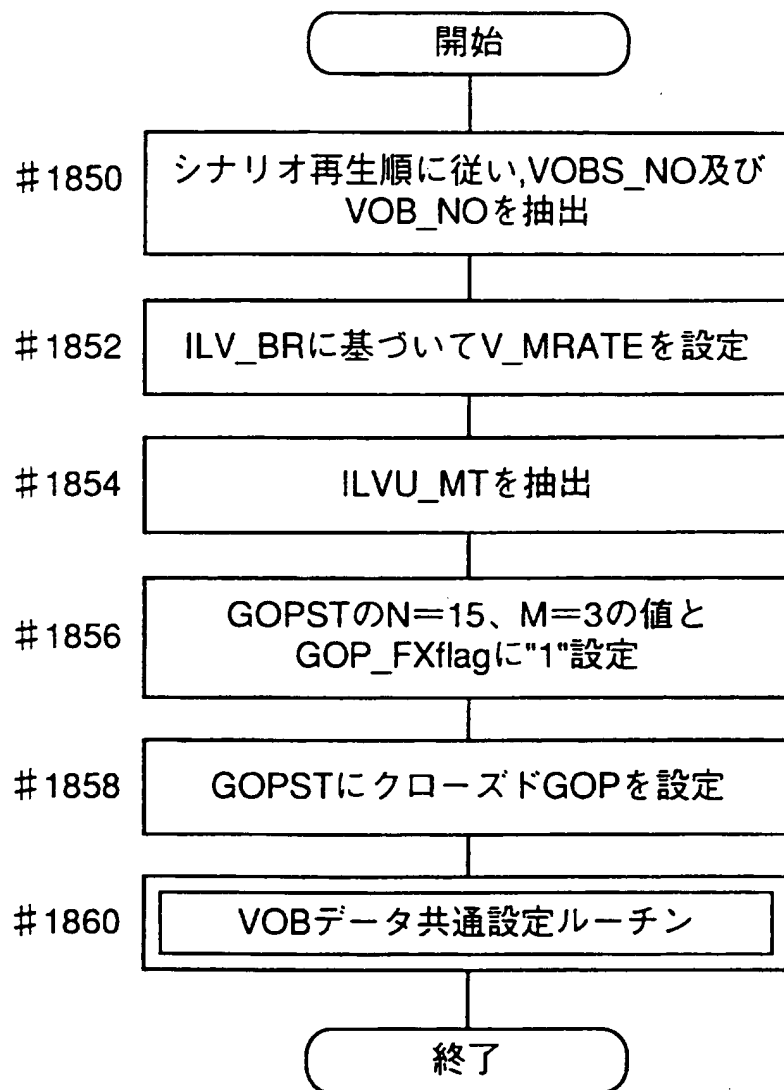 開始
#1850
シナリオ再生順に従い,VOBS_NO及び
VOB_NOを抽出
#1852
ILV_BRに基づいてV_MRATEを設定
#1854
ILVU_MTを抽出
#1856
GOPSTのN=15、M=3の値と
GOP_FXflagに"1"設定
#1858
GOPSTにクローズドGOPを設定
#1860
VOBデータ共通設定ルーチン
終了